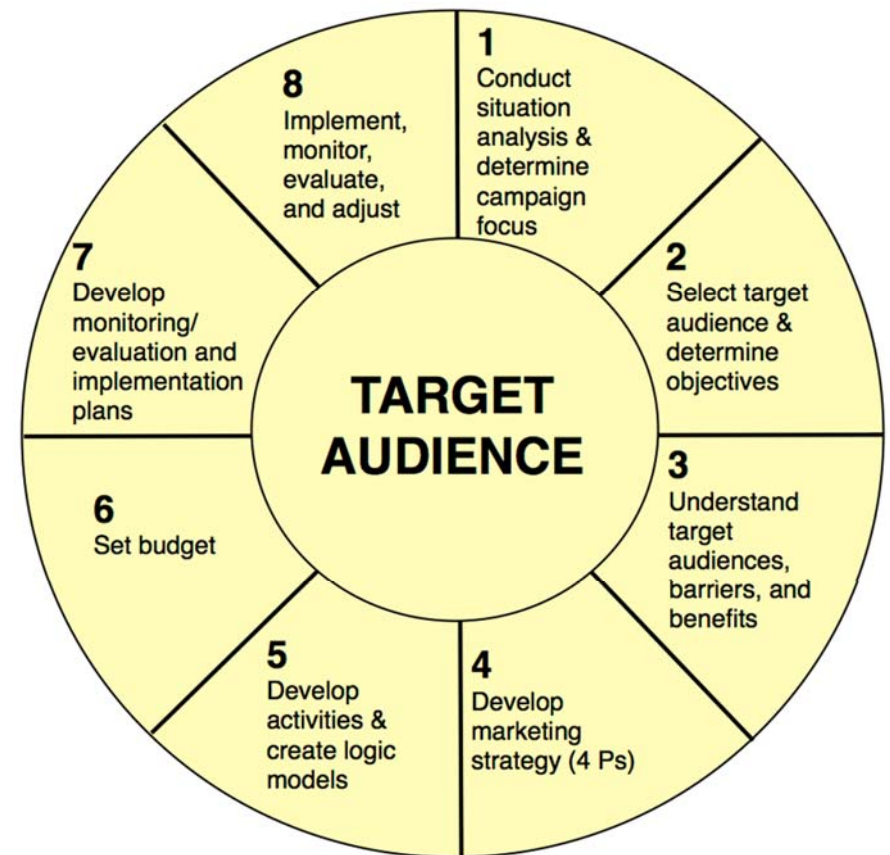 1
Conduct
situation
analysis &
determine
campaign
focus
2
Select target
audience &
determine
objectives
3
Understand
target
audiences,
barriers, and
benefits
4
Develop
marketing
strategy (4 Ps)
5
Develop
activities &
create logic
models
6
Set budget
7
Develop
monitoring/
evaluation and
implementation
plans
8
Implement,
monitor,
evaluate,
and adjust
TARGET
AUDIENCE